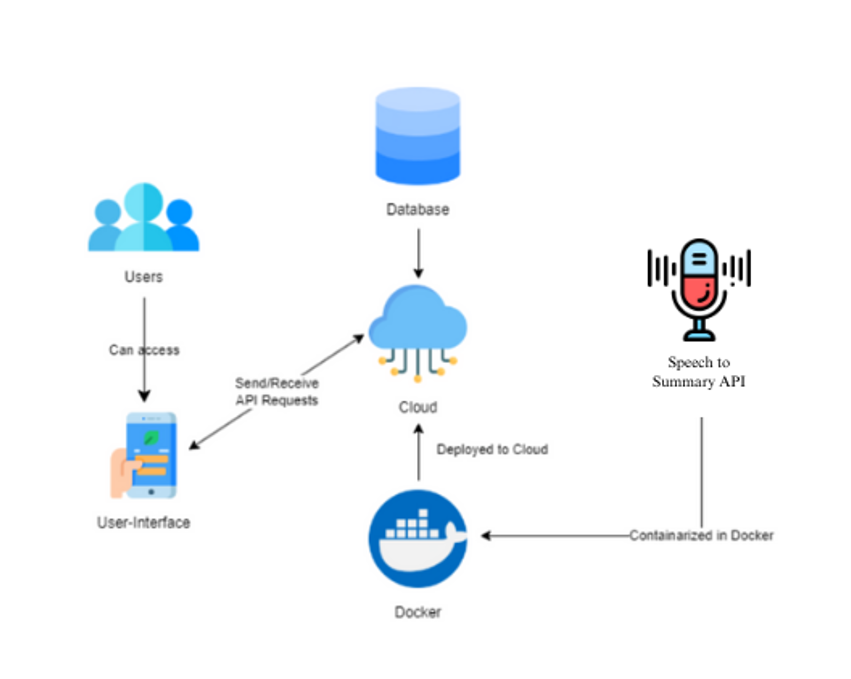 Database
Users
Can access
Speech to
Summary API
Send/Receive
API Requests
Cloud
Deployed to Cloud
User-Interface
Containarized in Docker
Docker